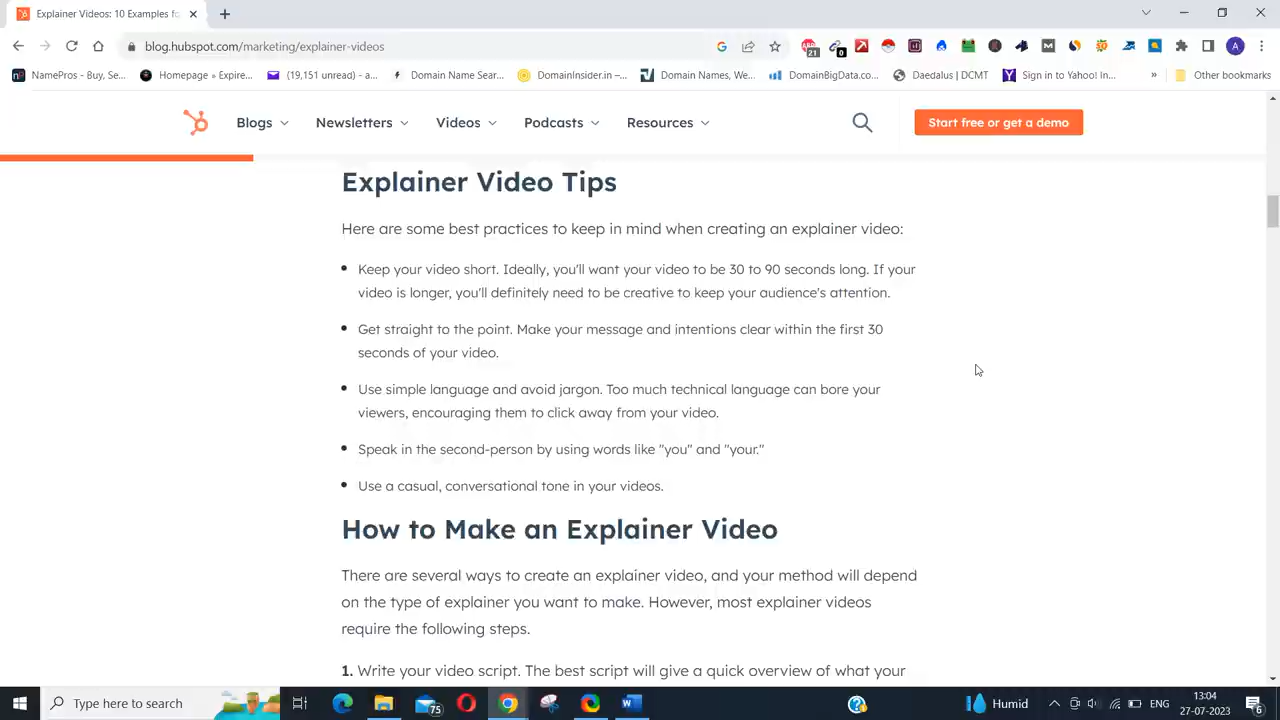 Explainer Videos: 10 Examples fo
blog.hubspot.com/marketing/explainer-videos
21
0
A
NamePros - Buy, Se...
Homepage » Expire...
(19,151 unread) - a...
Domain Name Sear...
DomainInsider.in –...
Domain Names, We...
DomainBigData.co...
Daedalus | DCMT
Sign in to Yahoo! In...
»
Other bookmarks
Blogs
Newsletters
Videos
Podcasts
Resources
Start free or get a demo
Explainer Video Tips
Here are some best practices to keep in mind when creating an explainer video:
Keep your video short. Ideally, you'll want your video to be 30 to 90 seconds long. If your
video is longer, you'll definitely need to be creative to keep your audience's attention.
Get straight to the point. Make your message and intentions clear within the first 30
seconds of your video.
Use simple language and avoid jargon. Too much technical language can bore your
viewers, encouraging them to click away from your video.
Speak in the second-person by using words like "you" and "your."
Use a casual, conversational tone in your videos.
How to Make an Explainer Video
There are several ways to create an explainer video, and your method will depend
on the type of explainer you want to make. However, most explainer videos
require the following steps.
1. Write your video script. The best script will give a quick overview of what your
Type here to search
75
Humid
ENG
13:04
27-07-2023
6